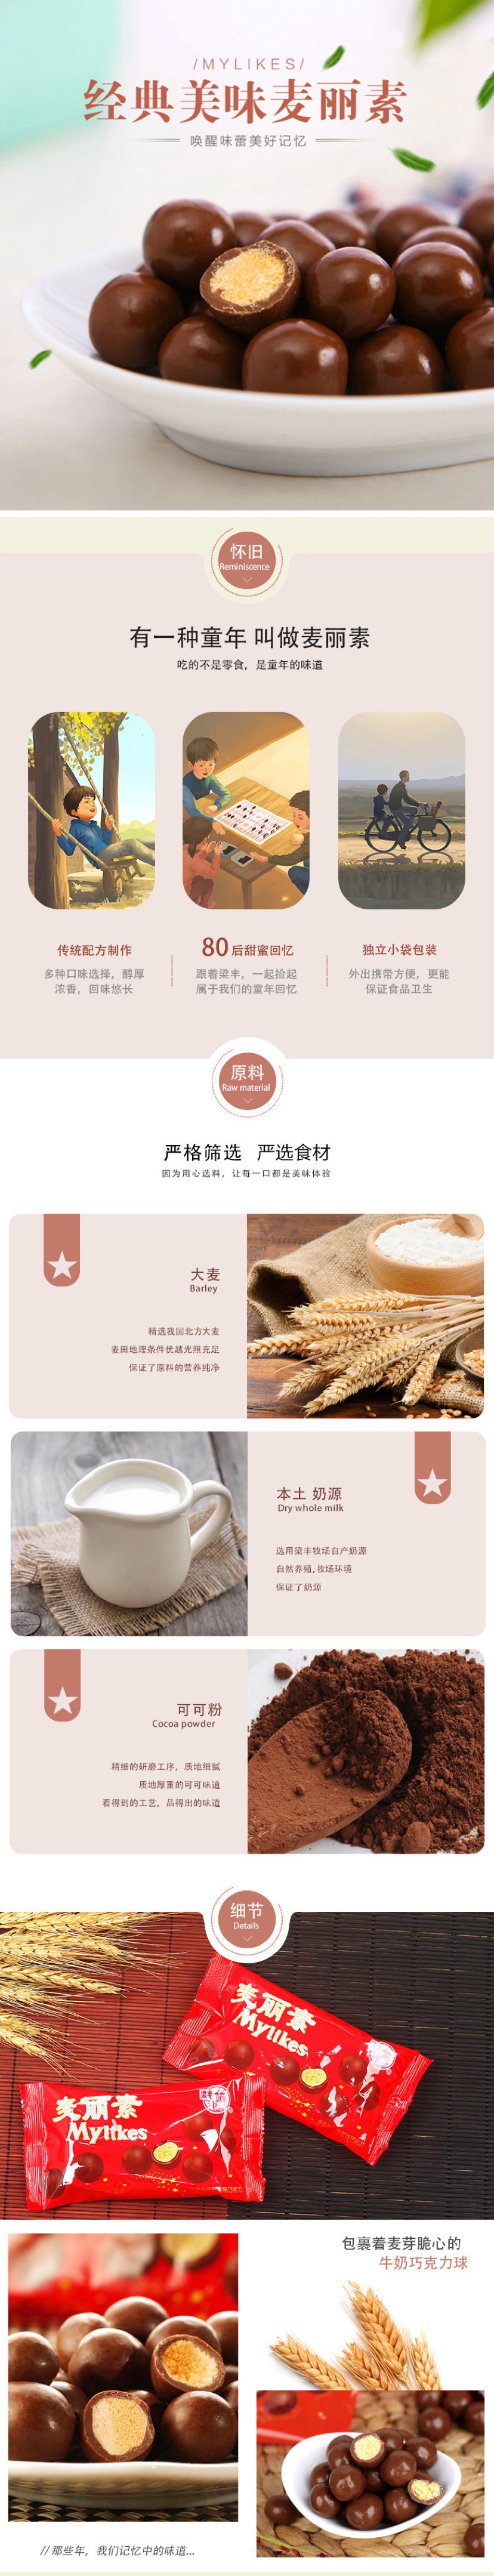 /MYLIKES/
经典美味麦丽素
唤醒味蕾美好记忆
怀旧
Reminiscence
有一种童年 叫做麦丽素
吃的不是零食，是童年的味道
传统配方制作
多种口味选择，醇厚
浓香，回味悠长
80后甜蜜回忆
跟着梁丰，一起捡起
属于我们的童年回忆
独立小袋包装
外出携带方便，更能
保证食品卫生
原料
Raw material
严格筛选 严选食材
因为用心选料，让每一口都是美味体验
大麦
Barley
精选我国北方大麦
麦田地理条件优越光照充足
保证了原料的营养纯净
本土 奶源
Dry whole milk
选用梁丰牧场自产奶源
自然养殖,牧场环境
保证了奶源
可可粉
Cocoa powder
精细的研磨工序，质地细腻
质地厚重的可可味道
看得到的工艺，品得出的味道
细节
Details
麦丽素
Mylikes
麦丽素
Mylikes
梁丰
包裹着麦芽脆心的
牛奶巧克力球
//那些年，我们记忆中的味道...